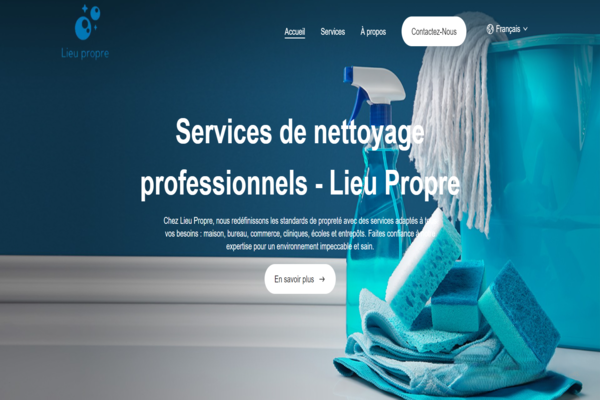 Lieu propre
Accueil Services À propos Contactez-Nous Français
Services de nettoyage
professionnels - Lieu Propre
Chez Lieu Propre, nous redéfinissons les standards de propreté avec des services adaptés à
vos besoins : maison, bureau, commerce, cliniques, écoles et entrepôts. Faites confiance à
expertise pour un environnement impeccable et sain.
En savoir plus →